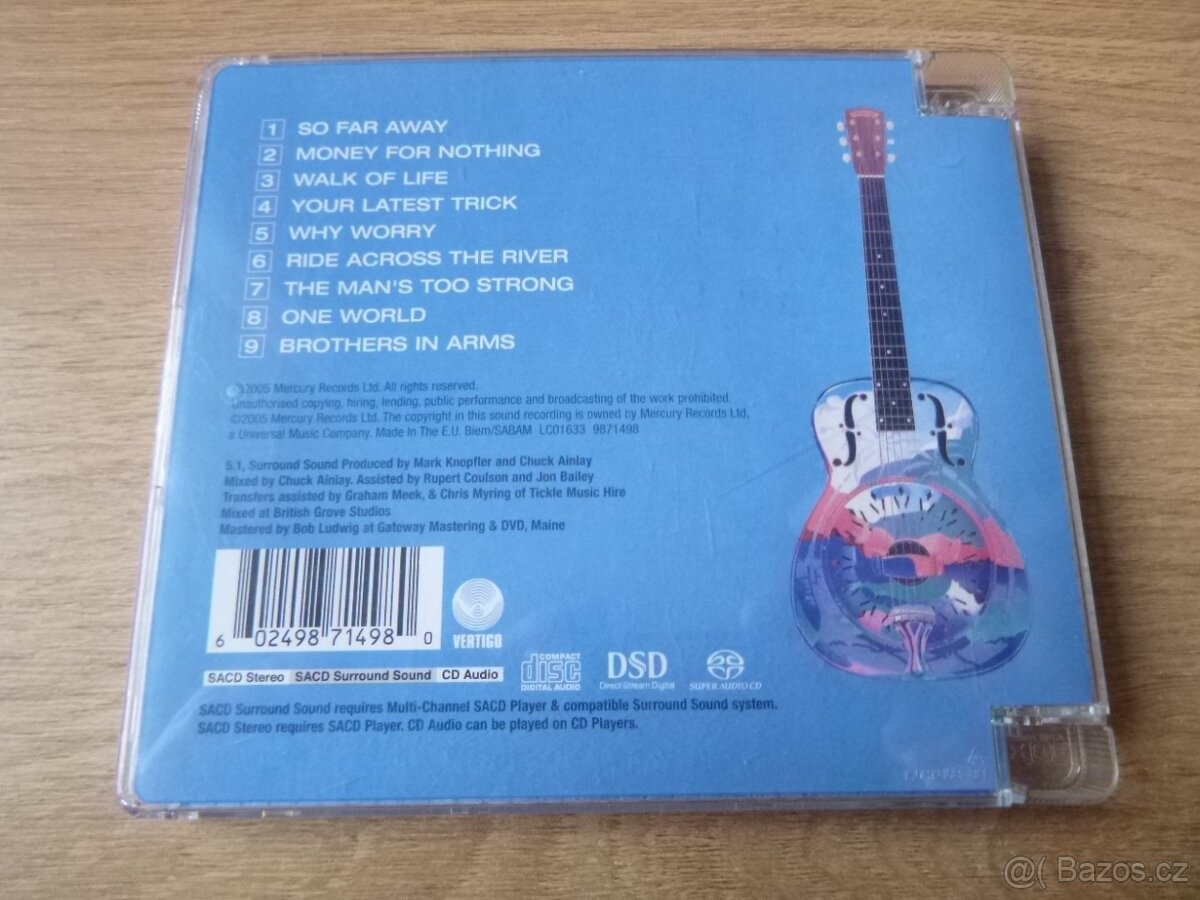 1 SO FAR AWAY
2 MONEY FOR NOTHING
3 WALK OF LIFE
4 YOUR LATEST TRICK
5 WHY WORRY
6 RIDE ACROSS THE RIVER
7 THE MAN'S TOO STRONG
8 ONE WORLD
9 BROTHERS IN ARMS
2005 Mercury Records Ltd. All rights reserved.
Unauthorised copying, hiring, lending, public performance and broadcasting of the work prohibited.
©2005 Mercury Records Ltd. The copyright in this sound recording is owned by Mercury Records Ltd,
a Universal Music Company. Made In The E.U. Biem/SABAM LC01633 9871498
5.1, Surround Sound Produced by Mark Knopfler and Chuck Ainlay
Mixed by Chuck Ainlay. Assisted by Rupert Coulson and Jon Bailey
Transfers assisted by Graham Meek, & Chris Myring of Tickle Music Hire
Mixed at British Grove Studios
Mastered by Bob Ludwig at Gateway Mastering & DVD, Maine
6 02498 71498 0
VERTIGO
SACD Stereo SACD Surround Sound CD Audio
COMPACT disc DIGITAL AUDIO
DSD Direct Stream Digital
SUPER AUDIO CD
SACD Surround Sound requires Multi-Channel SACD Player & compatible Surround Sound system.
SACD Stereo requires SACD Player. CD Audio can be played on CD Players.
@( Bazos.cz